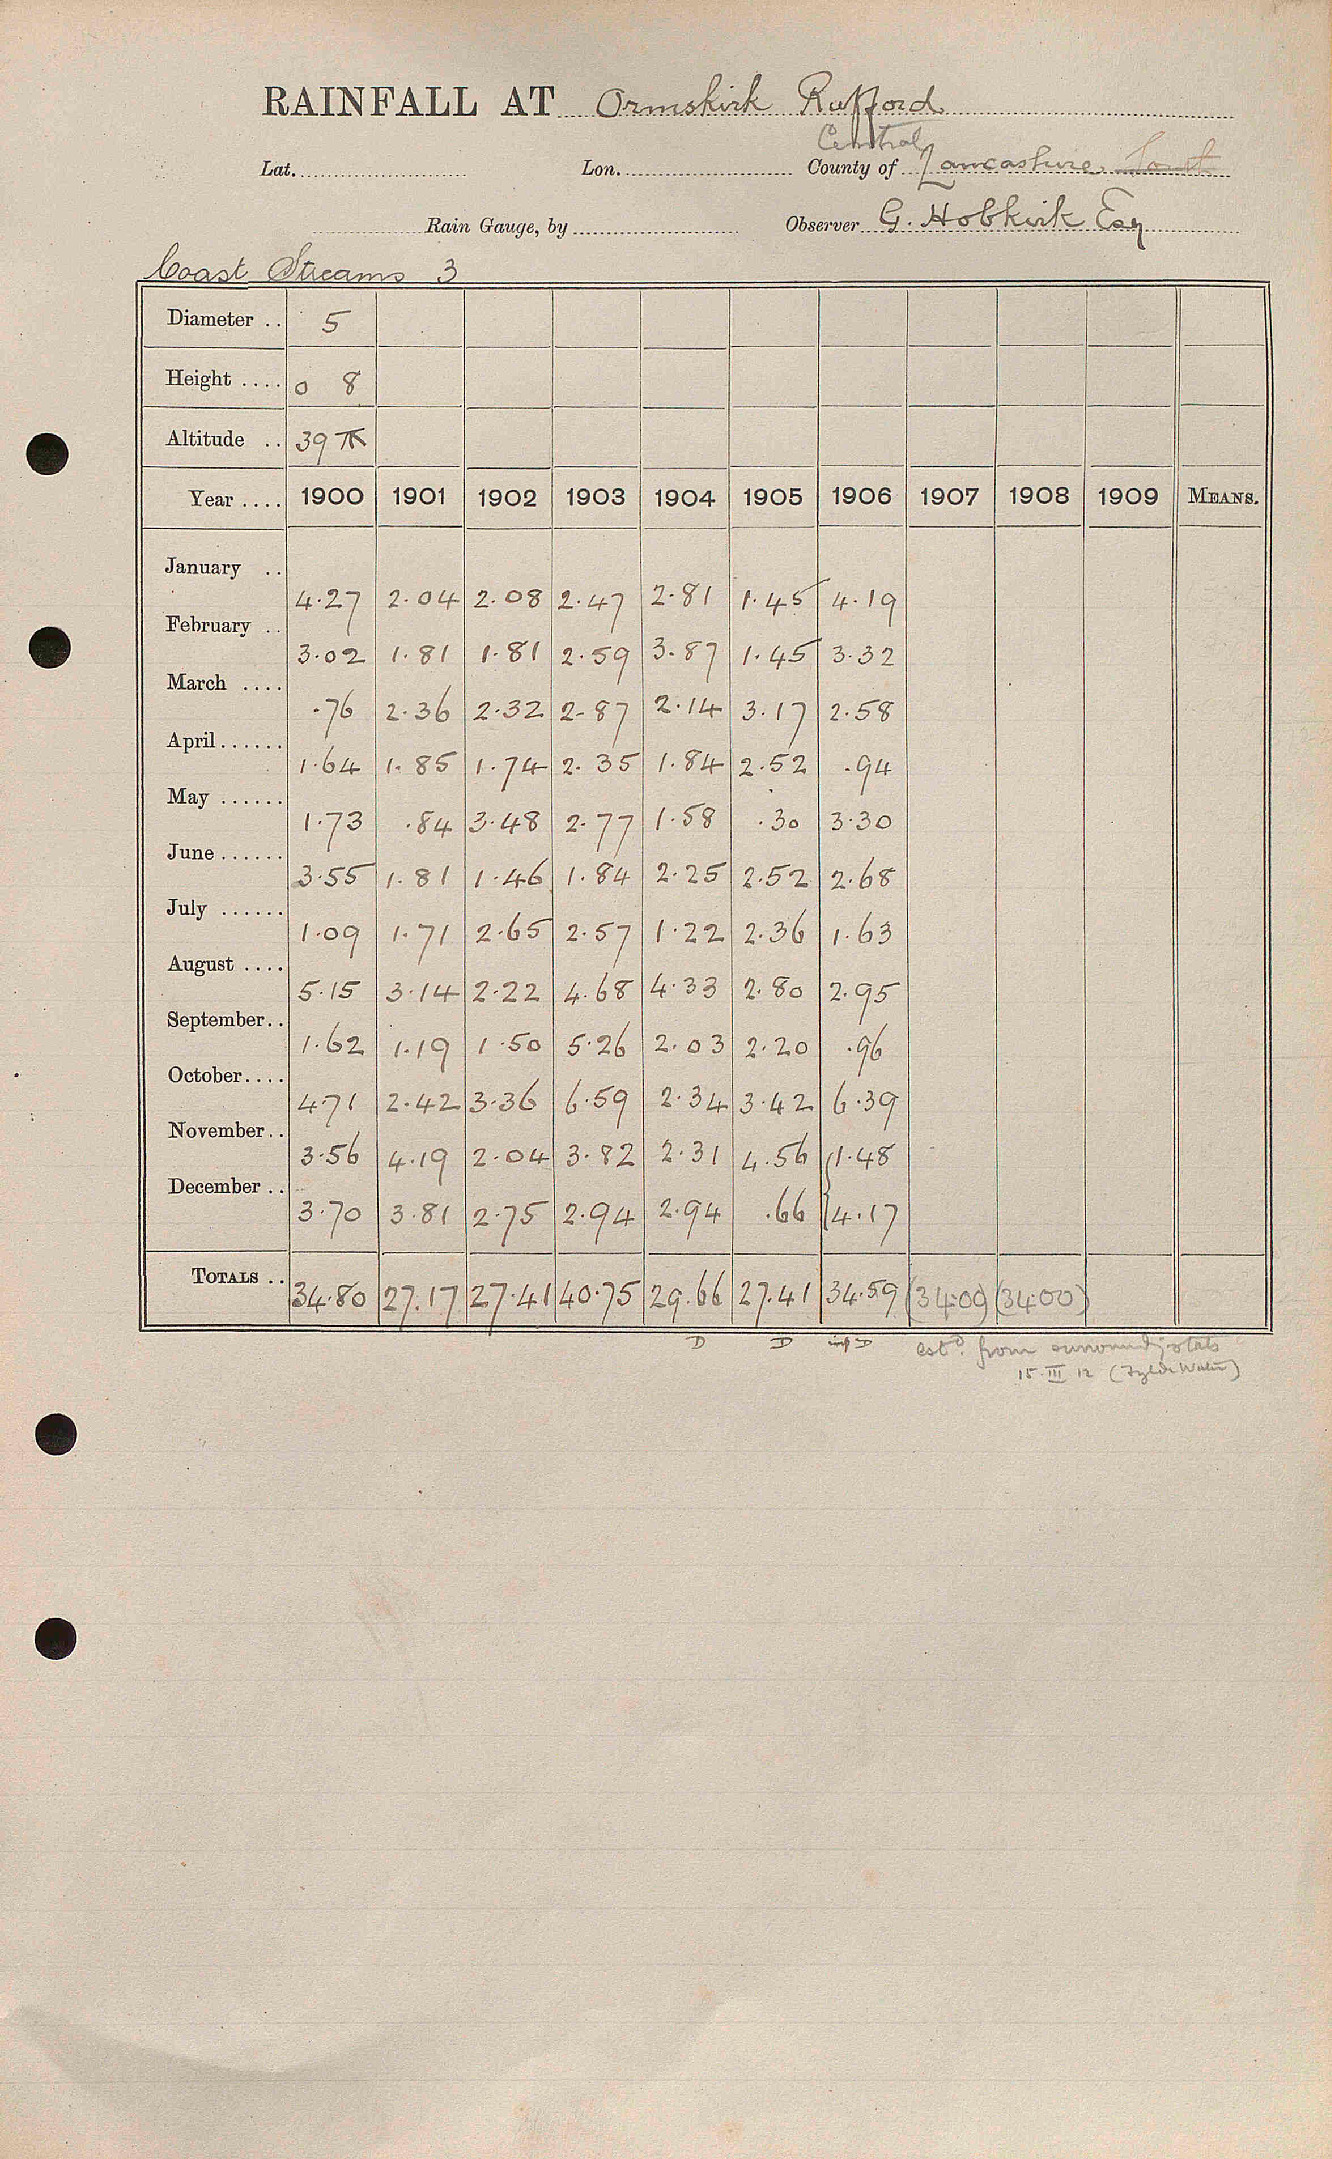 RAINFALL AT Ormskirk Rufford
Central
Lat. Lon. County of Lancashire
Rain Gauge, by Observer G. Hobkirk Esq
Coast Streams 3
Diameter .. 5
Height .... 0 8
Altitude .. 39
Year .... 1900 1901 1902 1903 1904 1905 1906 1907 1908 1909 MEANS.
January .. 4.27 2.04 2.08 2.47 2.81 1.45 4.19
February .. 3.02 1.81 1.81 2.59 3.87 1.45 3.32
March .... .76 2.36 2.32 2.87 2.14 3.17 2.58
April ...... 1.64 1.85 1.74 2.35 1.84 2.52 .94
May ...... 1.73 .84 3.48 2.77 1.58 .30 3.30
June ...... 3.55 1.81 1.46 1.84 2.25 2.52 2.68
July ...... 1.09 1.71 2.65 2.57 1.22 2.36 1.63
August .... 5.15 3.14 2.22 4.68 4.33 2.80 2.95
September.. 1.62 1.19 1.50 5.26 2.03 2.20 .96
October.... 4.71 2.42 3.36 6.59 2.34 3.42 6.39
November.. 3.56 4.19 2.04 3.82 2.31 4.56 1.48
December .. 3.70 3.81 2.75 2.94 2.94 .66 4.17
TOTALS .. 34.80 27.17 27.41 40.75 29.66 27.41 34.59 (34.00) (34.00)
D D D estd. from surroundg stats
15.III 12 (Fylde Water)